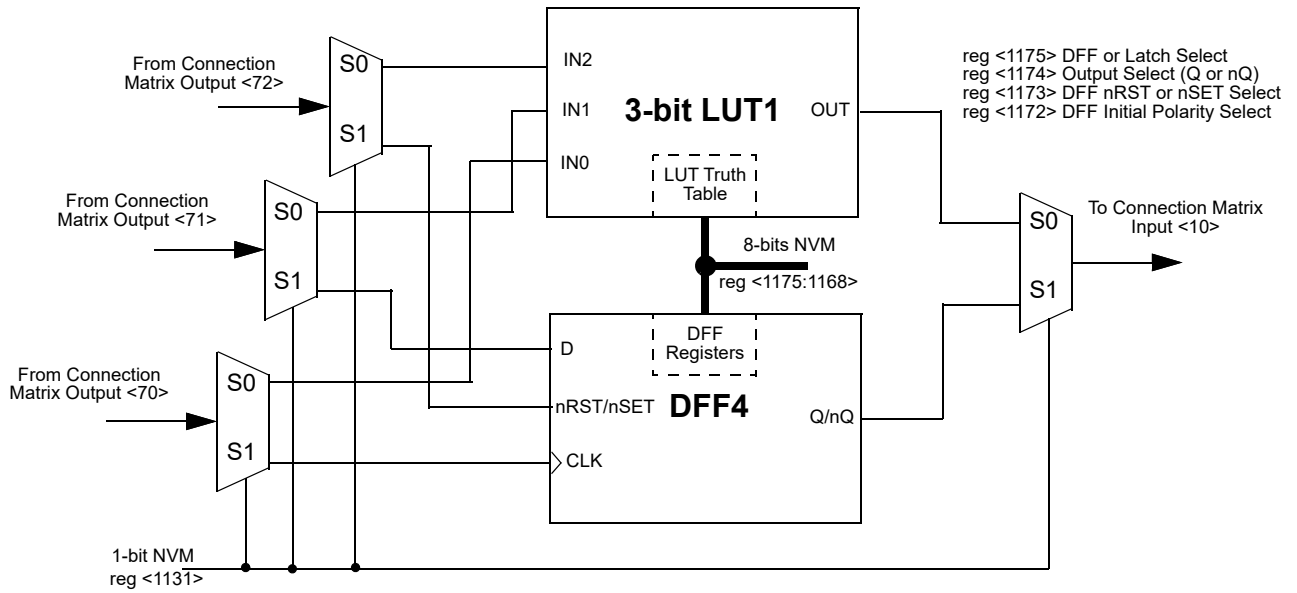 From Connection
Matrix Output <72>
S0
S1
IN2
IN1
IN0
3-bit LUT1
OUT
LUT Truth
Table
reg <1175> DFF or Latch Select
reg <1174> Output Select (Q or nQ)
reg <1173> DFF nRST or nSET Select
reg <1172> DFF Initial Polarity Select
From Connection
Matrix Output <71>
S0
S1
8-bits NVM
reg <1175:1168>
S0
S1
To Connection Matrix
Input <10>
From Connection
Matrix Output <70>
S0
S1
D
nRST/nSET
CLK
DFF
Registers
DFF4
Q/nQ
1-bit NVM
reg <1131>